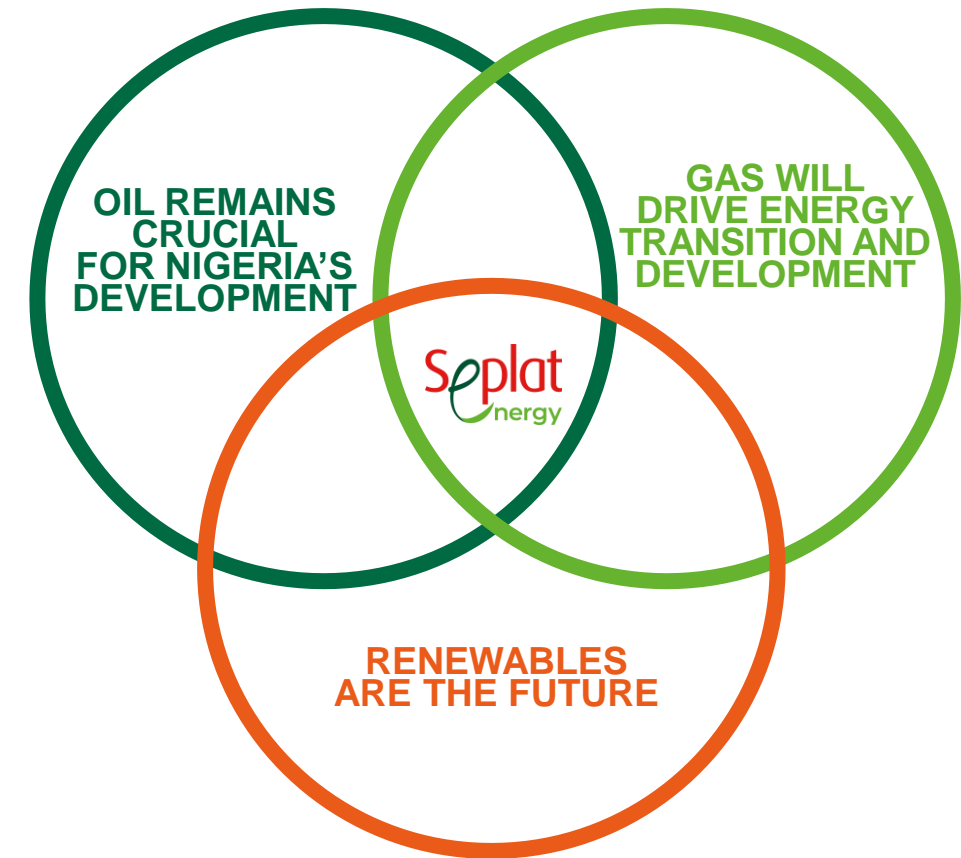 OIL REMAINS
CRUCIAL
FOR NIGERIA'S
DEVELOPMENT
GAS WILL
DRIVE ENERGY
TRANSITION AND
DEVELOPMENT
Seplat
energy
RENEWABLES
ARE THE FUTURE